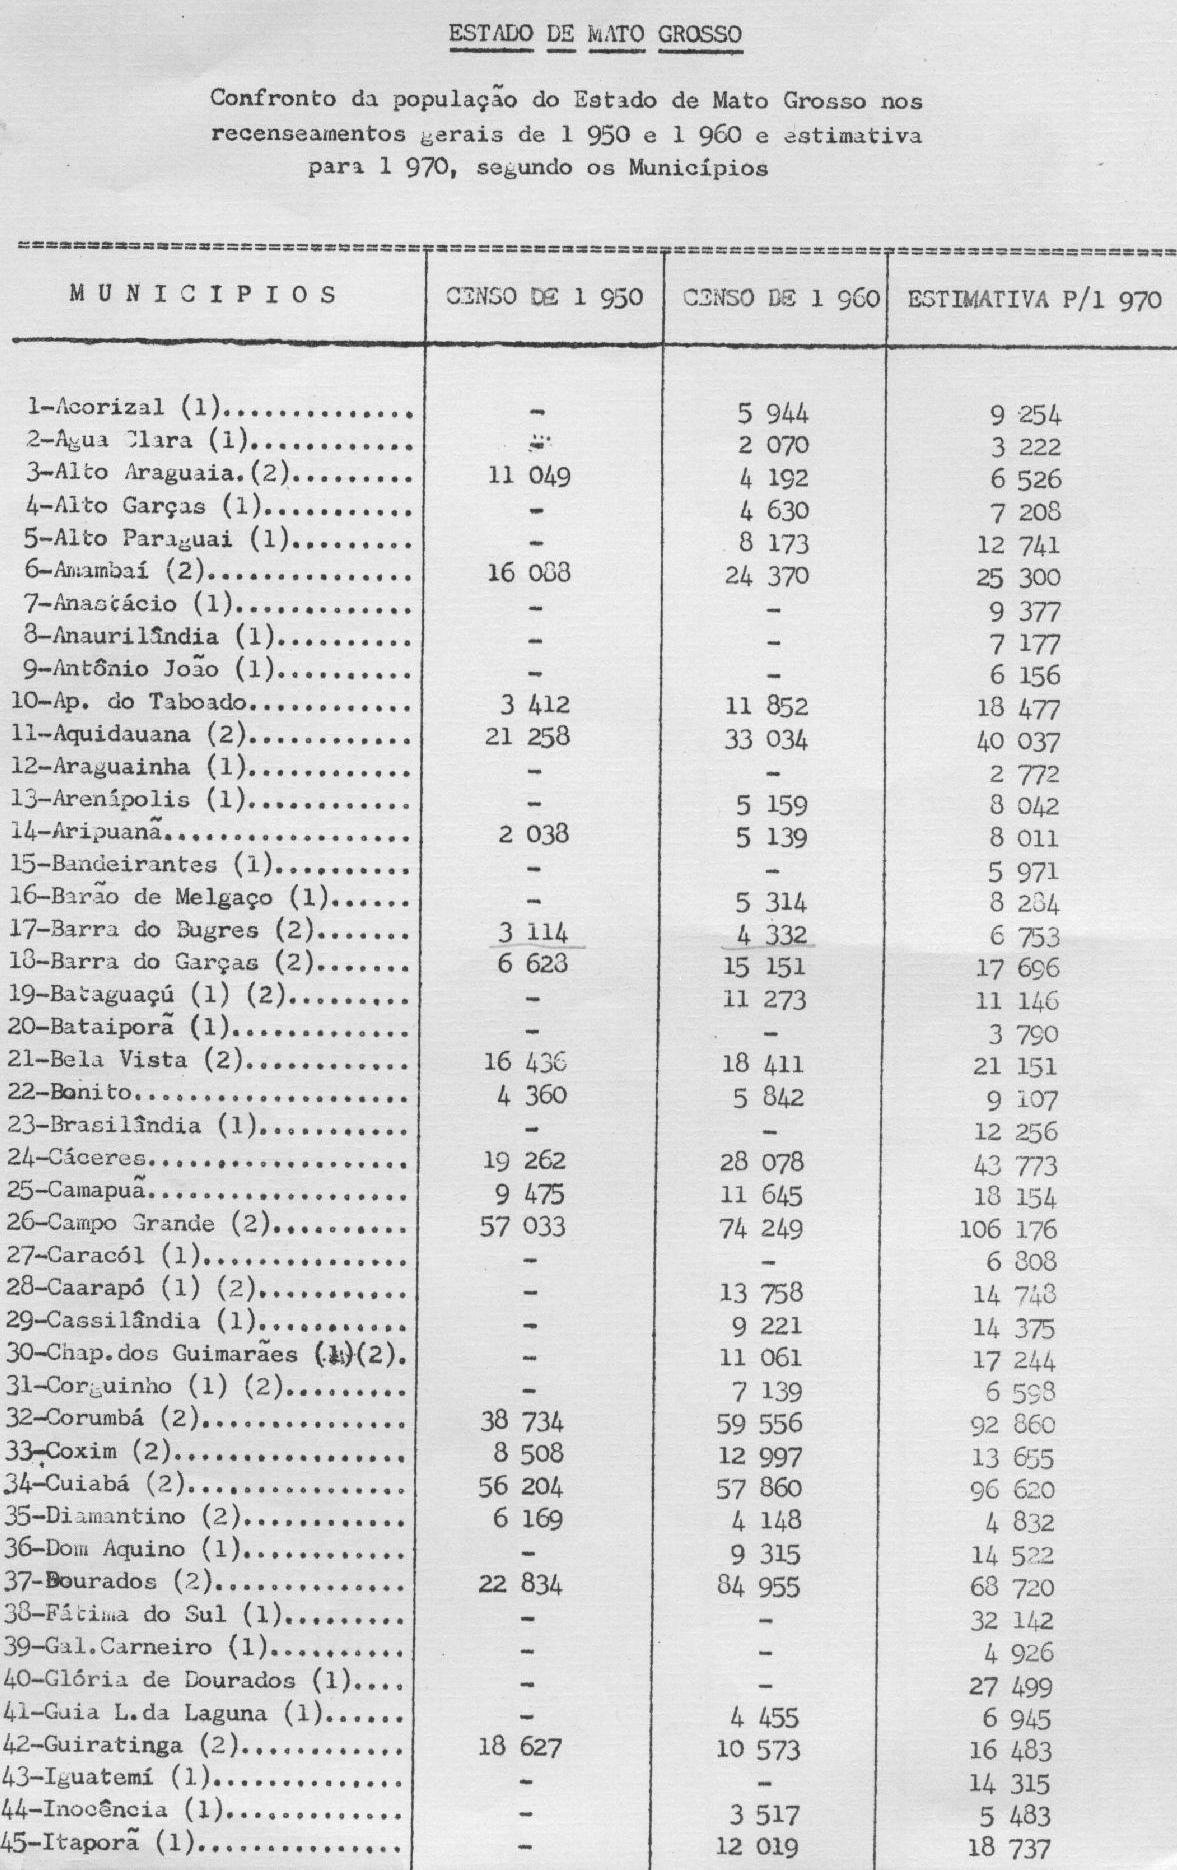 ESTADO DE MATO GROSSO
Confronto da população do Estado de Mato Grosso nos
recenseamentos gerais de 1 950 e 1 960 e estimativa
para 1 970, segundo os Municípios
MUNICIPIOS CENSO DE 1 950 CENSO DE 1 960 ESTIMATIVA P/1 970
1-Acorizal (1).............. - 5 944 9 254
2-Água Clara (1)............ - 2 070 3 222
3-Alto Araguaia.(2)......... 11 049 4 192 6 526
4-Alto Garças (1)........... - 4 630 7 208
5-Alto Paraguai (1)......... - 8 173 12 741
6-Amambaí (2)............... 16 088 24 370 25 300
7-Anastácio (1)............. - - 9 377
8-Anaurilândia (1).......... - - 7 177
9-Antônio João (1).......... - - 6 156
10-Ap. do Taboado............ 3 412 11 852 18 477
11-Aquidauana (2)............ 21 258 33 034 40 037
12-Araguainha (1)............ - - 2 772
13-Arenápolis (1)............ - 5 159 8 042
14-Aripuanã.................. 2 038 5 139 8 011
15-Bandeirantes (1).......... - - 5 971
16-Barão de Melgaço (1)...... - 5 314 8 284
17-Barra do Bugres (2)....... 3 114 4 332 6 753
18-Barra do Garças (2)....... 6 628 15 151 17 696
19-Bataguaçú (1) (2)......... - 11 273 11 146
20-Bataiporã (1)............. - - 3 790
21-Bela Vista (2)............ 16 436 18 411 21 151
22-Bonito.................... 4 360 5 842 9 107
23-Brasilândia (1)........... - - 12 256
24-Cáceres................... 19 262 28 078 43 773
25-Camapuã................... 9 475 11 645 18 154
26-Campo Grande (2).......... 57 033 74 249 106 176
27-Caracól (1)............... - - 6 808
28-Caarapó (1) (2)........... - 13 758 14 748
29-Cassilândia (1)........... - 9 221 14 375
30-Chap.dos Guimarães (1)(2). - 11 061 17 244
31-Corguinho (1) (2)......... - 7 139 6 598
32-Corumbá (2)............... 38 734 59 556 92 860
33-Coxim (2)................. 8 508 12 997 13 655
34-Cuiabá (2)................ 56 204 57 860 96 620
35-Diamantino (2)............ 6 169 4 148 4 832
36-Dom Aquino (1)............ - 9 315 14 522
37-Dourados (2).............. 22 834 84 955 68 720
38-Fátima do Sul (1)......... - - 32 142
39-Gal.Carneiro (1).......... - - 4 926
40-Glória de Dourados (1).... - - 27 499
41-Guia L.da Laguna (1)...... - 4 455 6 945
42-Guiratinga (2)............ 18 627 10 573 16 483
43-Iguatemí (1).............. - - 14 315
44-Inocência (1)............. - 3 517 5 483
45-Itaporã (1)............... - 12 019 18 737